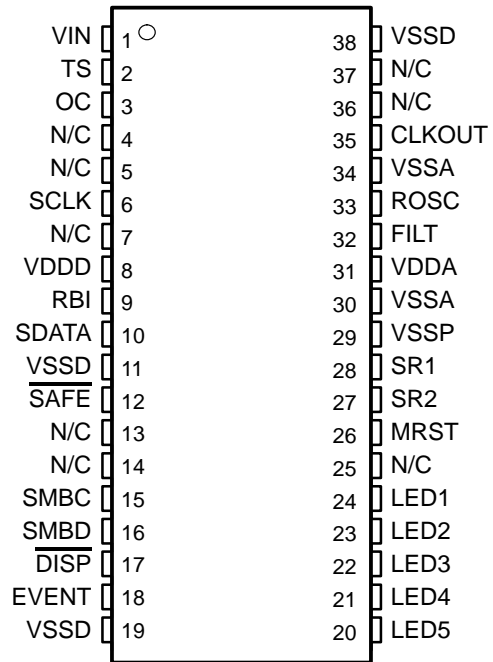 VIN 1 38 VSSD
TS 2 37 N/C
OC 3 36 N/C
N/C 4 35 CLKOUT
N/C 5 34 VSSA
SCLK 6 33 ROSC
N/C 7 32 FILT
VDDD 8 31 VDDA
RBI 9 30 VSSA
SDATA 10 29 VSSP
VSSD 11 28 SR1
SAFE 12 27 SR2
N/C 13 26 MRST
N/C 14 25 N/C
SMBC 15 24 LED1
SMBD 16 23 LED2
DISP 17 22 LED3
EVENT 18 21 LED4
VSSD 19 20 LED5